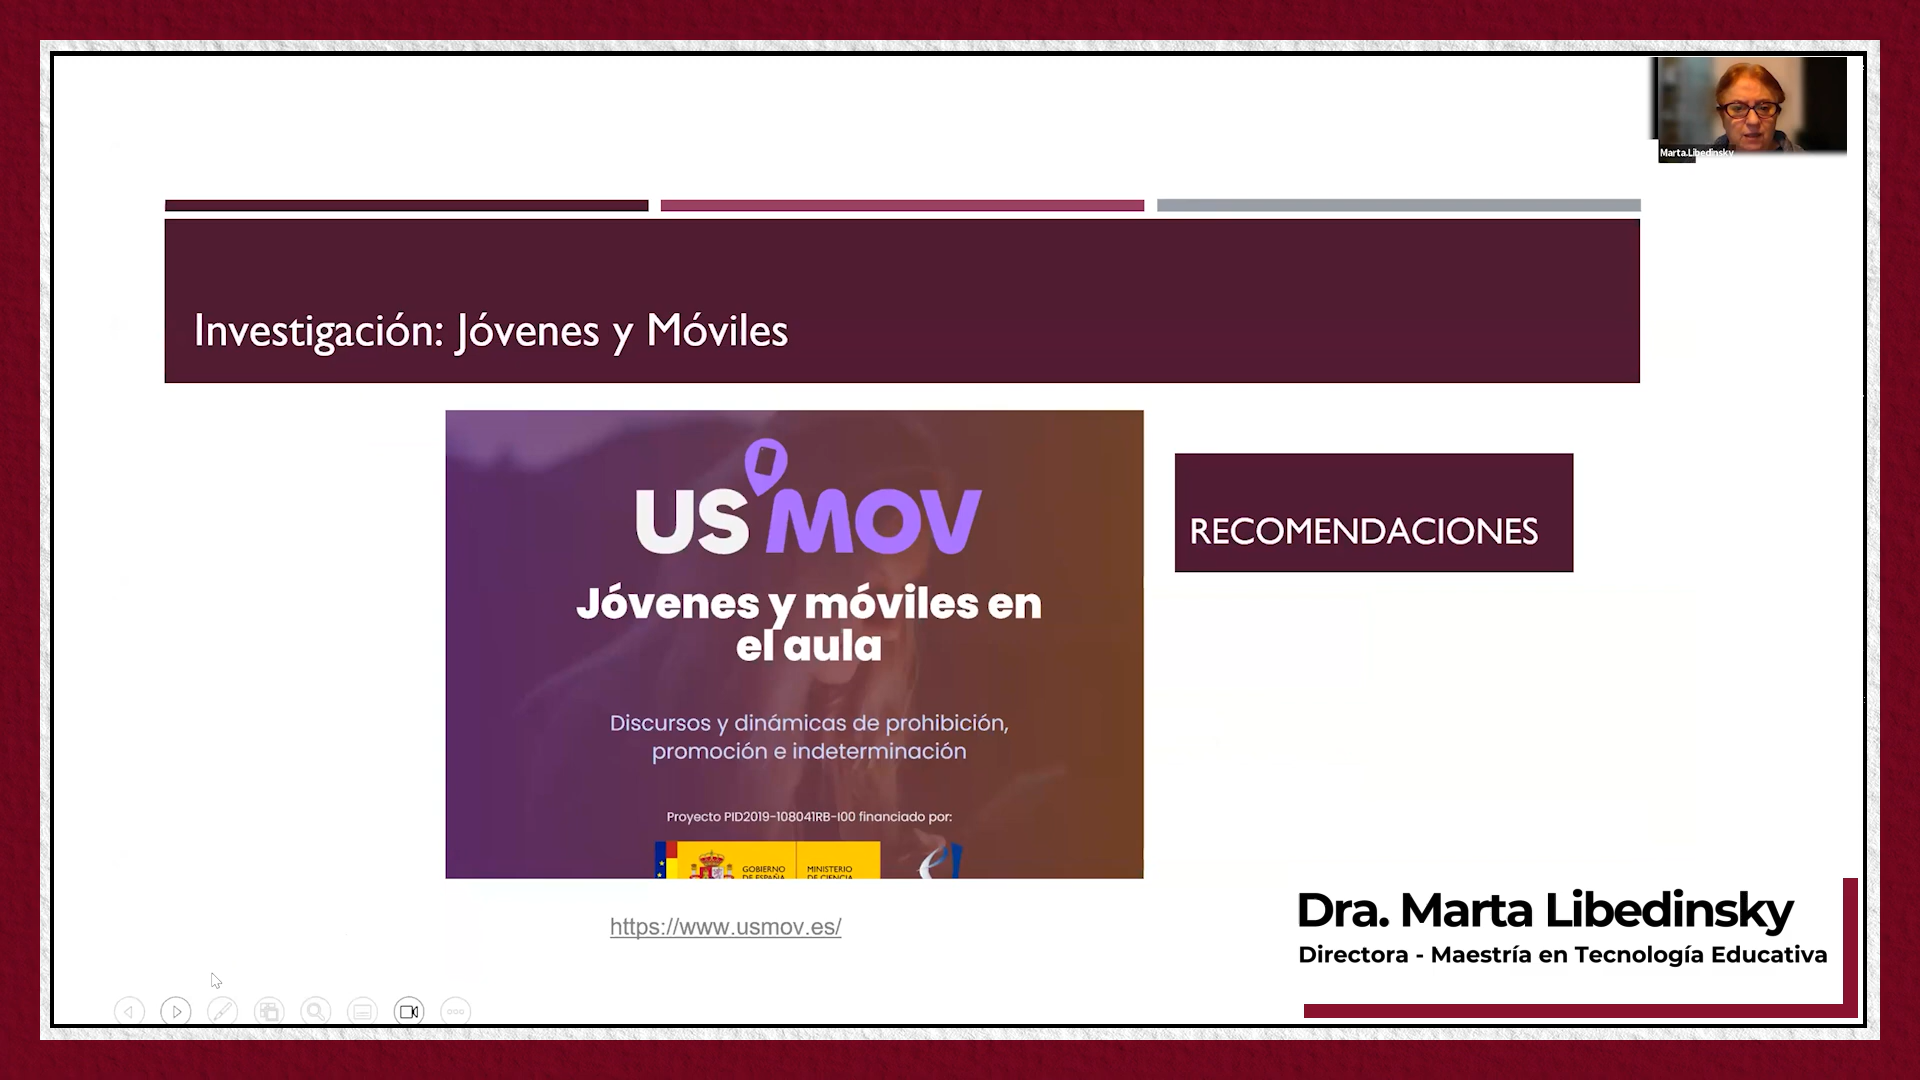 Marta.Libedinsky
Investigación: Jóvenes y Móviles
US MOV
Jóvenes y móviles en
el aula
Discursos y dinámicas de prohibición,
promoción e indeterminación
Proyecto PID2019-108041RB-I00 financiado por:
GOBIERNO
DE ESPAÑA
MINISTERIO
DE CIENCIA
https://www.usmov.es/
RECOMENDACIONES
Dra. Marta Libedinsky
Directora - Maestría en Tecnología Educativa